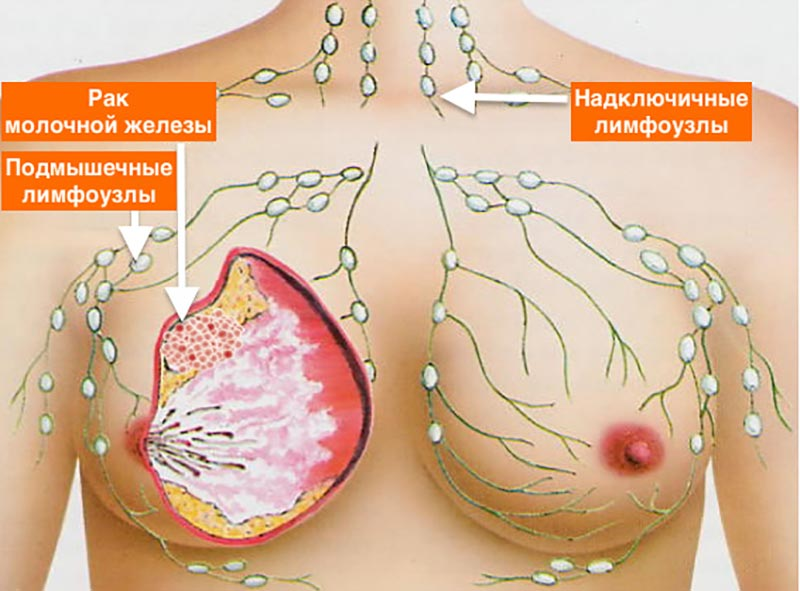 Рак
молочной железы
Подмышечные
лимфоузлы
Надключичные
лимфоузлы